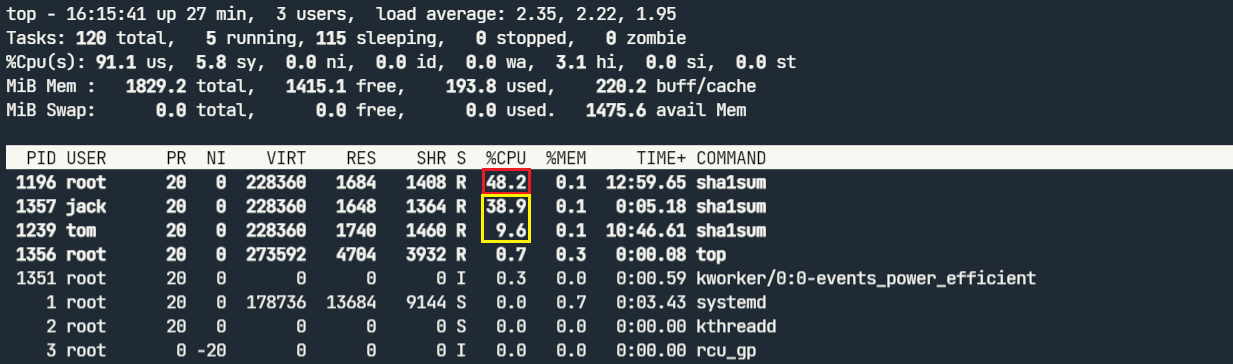 top - 16:15:41 up 27 min,  3 users,  load average: 2.35, 2.22, 1.95
Tasks: 120 total,   5 running, 115 sleeping,   0 stopped,   0 zombie
%Cpu(s): 91.1 us,  5.8 sy,  0.0 ni,  0.0 id,  0.0 wa,  3.1 hi,  0.0 si,  0.0 st
MiB Mem :   1829.2 total,   1415.1 free,    193.8 used,    220.2 buff/cache
MiB Swap:      0.0 total,      0.0 free,      0.0 used.   1475.6 avail Mem
PID USER      PR  NI    VIRT    RES    SHR S  %CPU  %MEM     TIME+ COMMAND
1196 root      20   0  228360   1684   1408 R  48.2   0.1  12:59.65 sha1sum
1357 jack      20   0  228360   1648   1364 R  38.9   0.1   0:05.18 sha1sum
1239 tom       20   0  228360   1740   1460 R   9.6   0.1  10:46.61 sha1sum
1356 root      20   0  273592   4704   3932 R   0.7   0.3   0:00.08 top
1351 root      20   0       0      0      0 I   0.3   0.0   0:00.59 kworker/0:0-events_power_efficient
1 root      20   0  178736  13684   9144 S   0.0   0.7   0:03.43 systemd
2 root      20   0       0      0      0 S   0.0   0.0   0:00.00 kthreadd
3 root       0 -20       0      0      0 I   0.0   0.0   0:00.00 rcu_gp